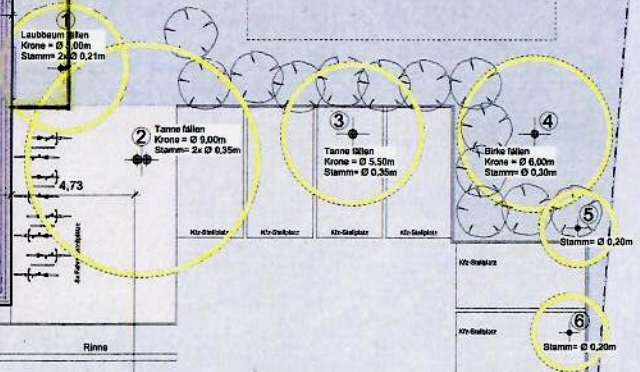 1
Laubbaum fällen
Krone = Ø 5,00m
Stamm= 2x Ø 0,21m
2
Tanne fällen
Krone = Ø 9,00m
Stamm= 2x Ø 0,35m
3
Tanne fällen
Krone = Ø 5,50m
Stamm= Ø 0,35m
4
Birke fällen
Krone = Ø 6,00m
Stamm= Ø 0,30m
4,73
5
Stamm= Ø 0,20m
Kfz-Stellplatz
Kfz-Stellplatz
Kfz-Stellplatz
Kfz-Stellplatz
Kfz-Stellplatz
Kfz-Stellplatz
6
Stamm= Ø 0,20m
Rinne